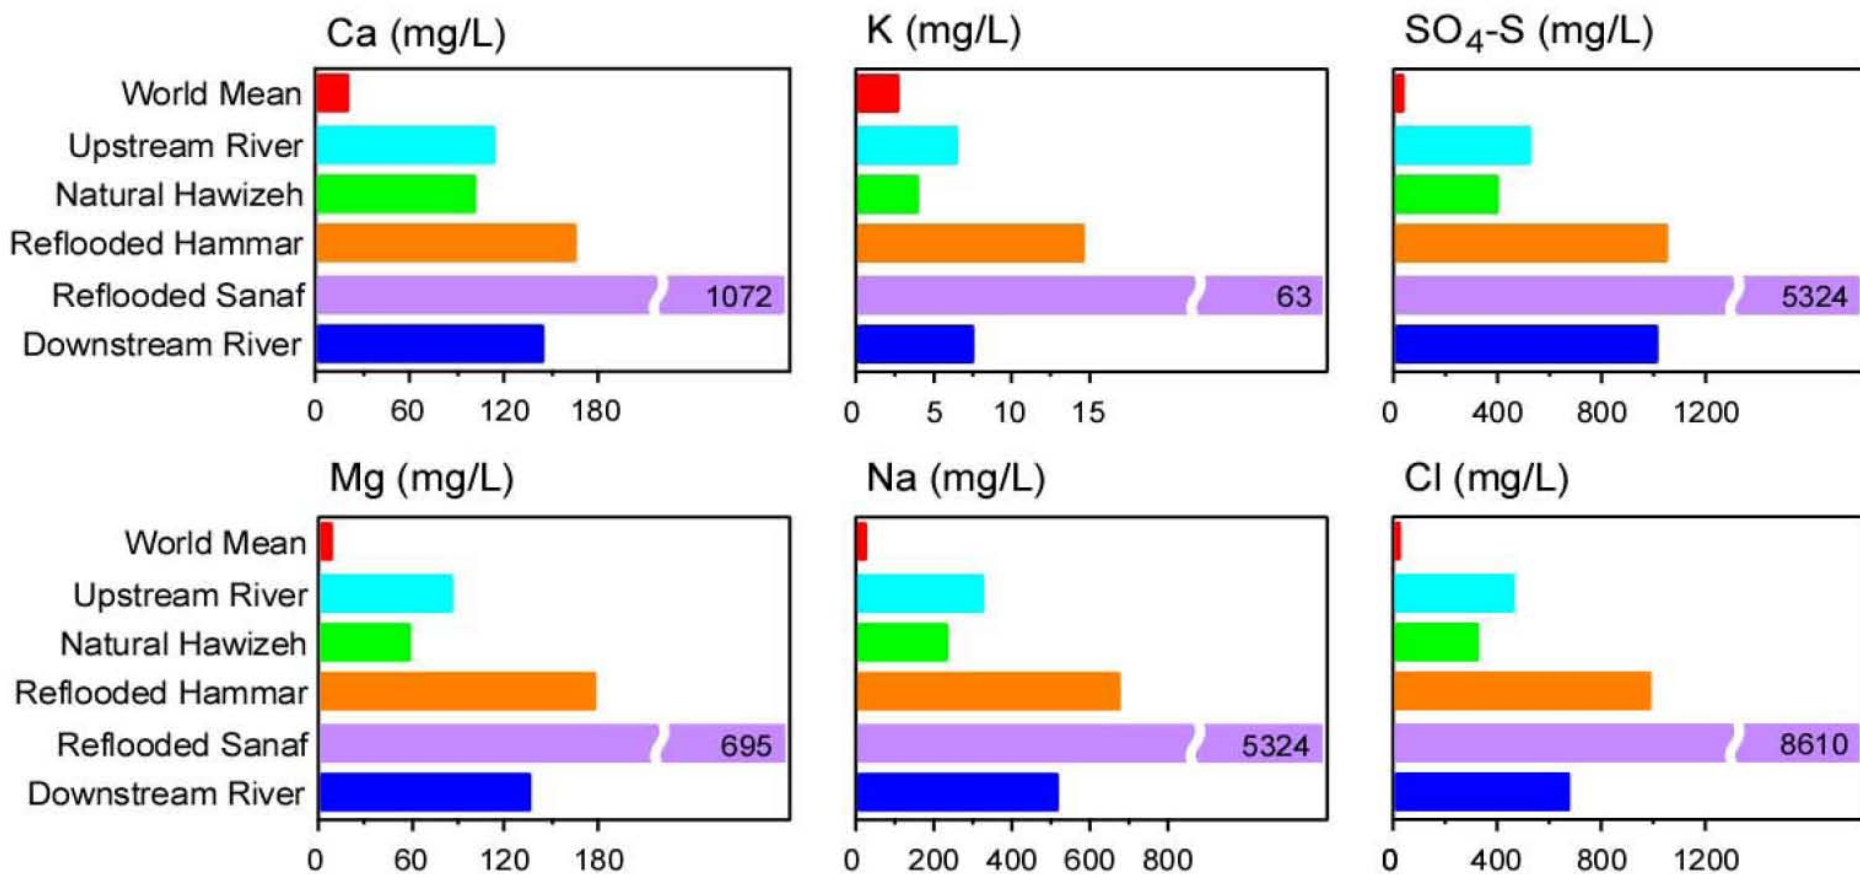 Ca (mg/L)
K (mg/L)
SO₄-S (mg/L)
World Mean
Upstream River
Natural Hawizeh
Reflooded Hammar
Reflooded Sanaf
Downstream River
1072
63
5324
0 60 120 180
0 5 10 15
0 400 800 1200
Mg (mg/L)
Na (mg/L)
Cl (mg/L)
World Mean
Upstream River
Natural Hawizeh
Reflooded Hammar
Reflooded Sanaf
Downstream River
695
5324
8610
0 60 120 180
0 200 400 600 800
0 400 800 1200